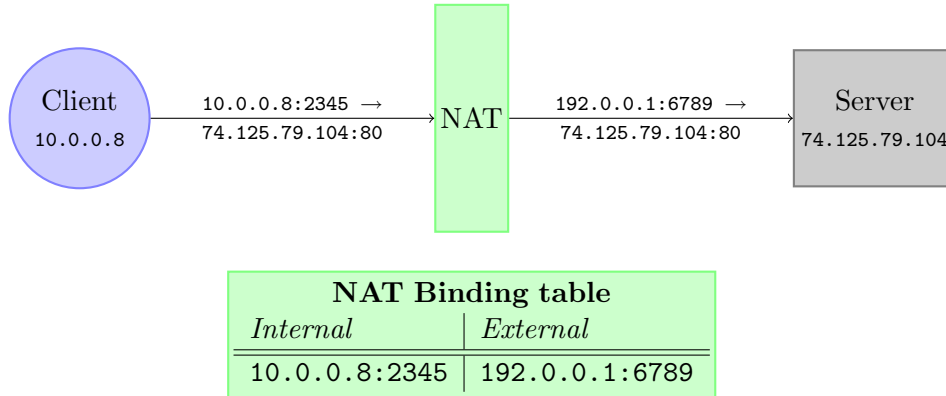 Client
10.0.0.8
10.0.0.8:2345 →
74.125.79.104:80
NAT
192.0.0.1:6789 →
74.125.79.104:80
Server
74.125.79.104
NAT Binding table
Internal External
10.0.0.8:2345 192.0.0.1:6789